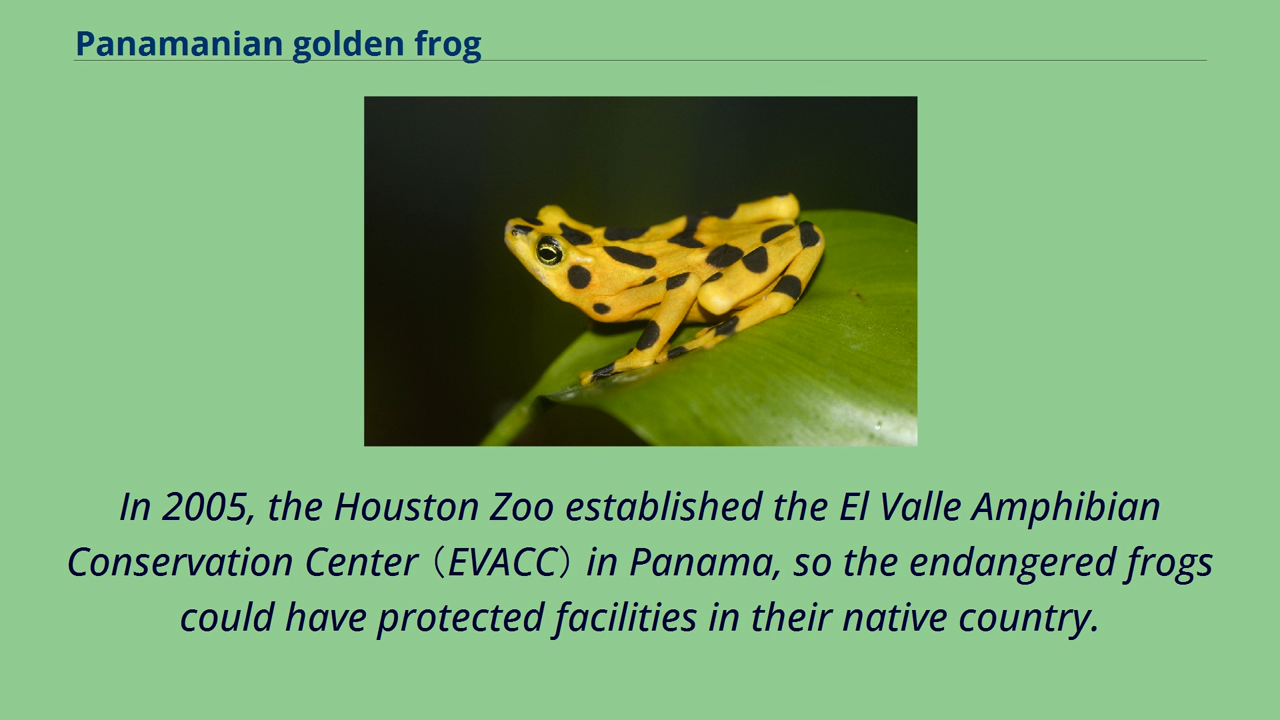 Panamanian golden frog
In 2005, the Houston Zoo established the El Valle Amphibian
Conservation Center（EVACC）in Panama, so the endangered frogs
could have protected facilities in their native country.